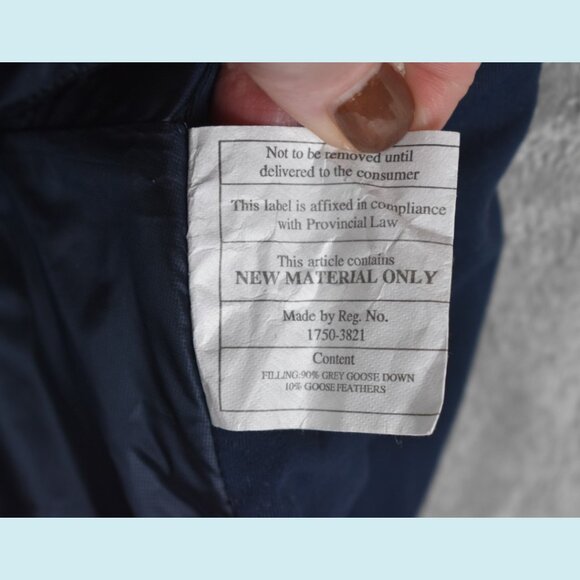 Not to be removed until
delivered to the consumer
This label is affixed in compliance
with Provincial Law
This article contains
NEW MATERIAL ONLY
Made by Reg. No.
1750-3821
Content
FILLING:90% GREY GOOSE DOWN
10% GOOSE FEATHERS